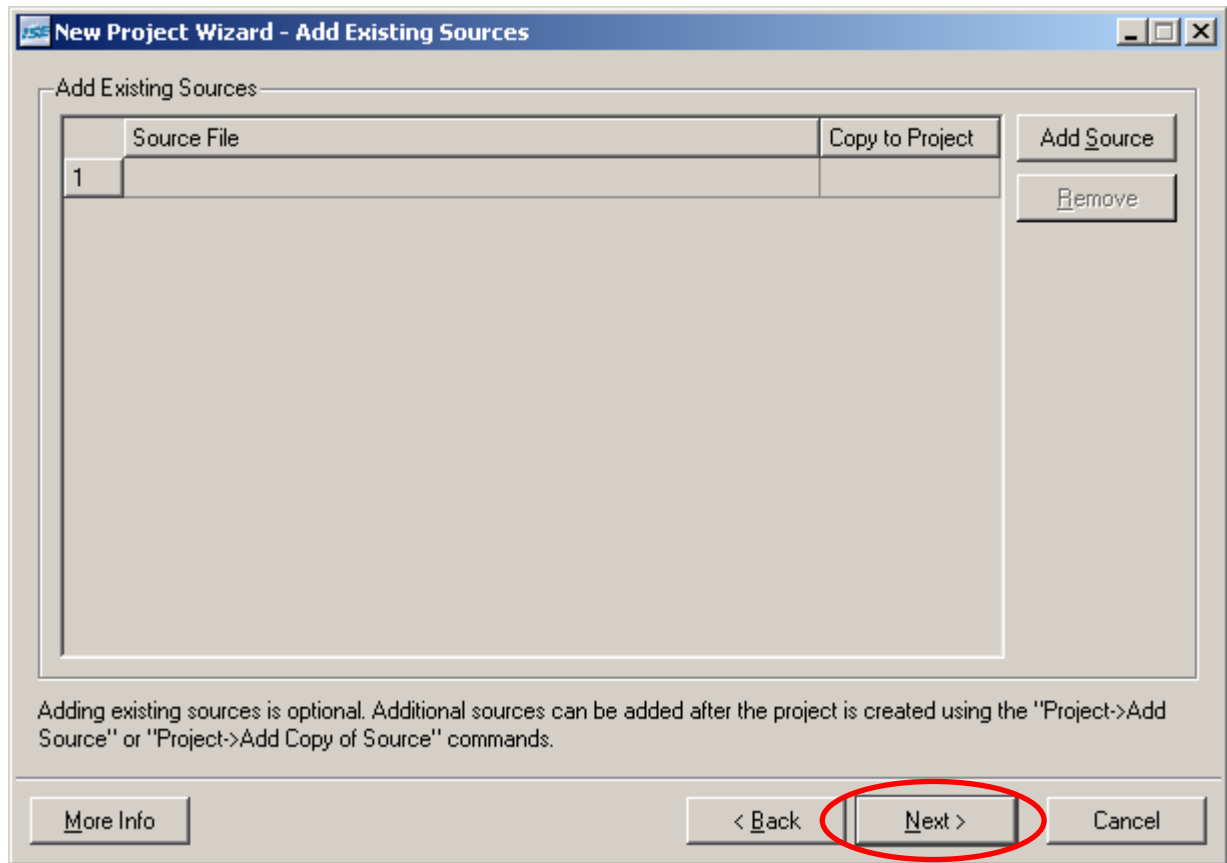 ISE New Project Wizard - Add Existing Sources
Add Existing Sources
Source File Copy to Project
1
Add Source
Remove
Adding existing sources is optional. Additional sources can be added after the project is created using the "Project->Add
Source" or "Project->Add Copy of Source" commands.
More Info < Back Next > Cancel